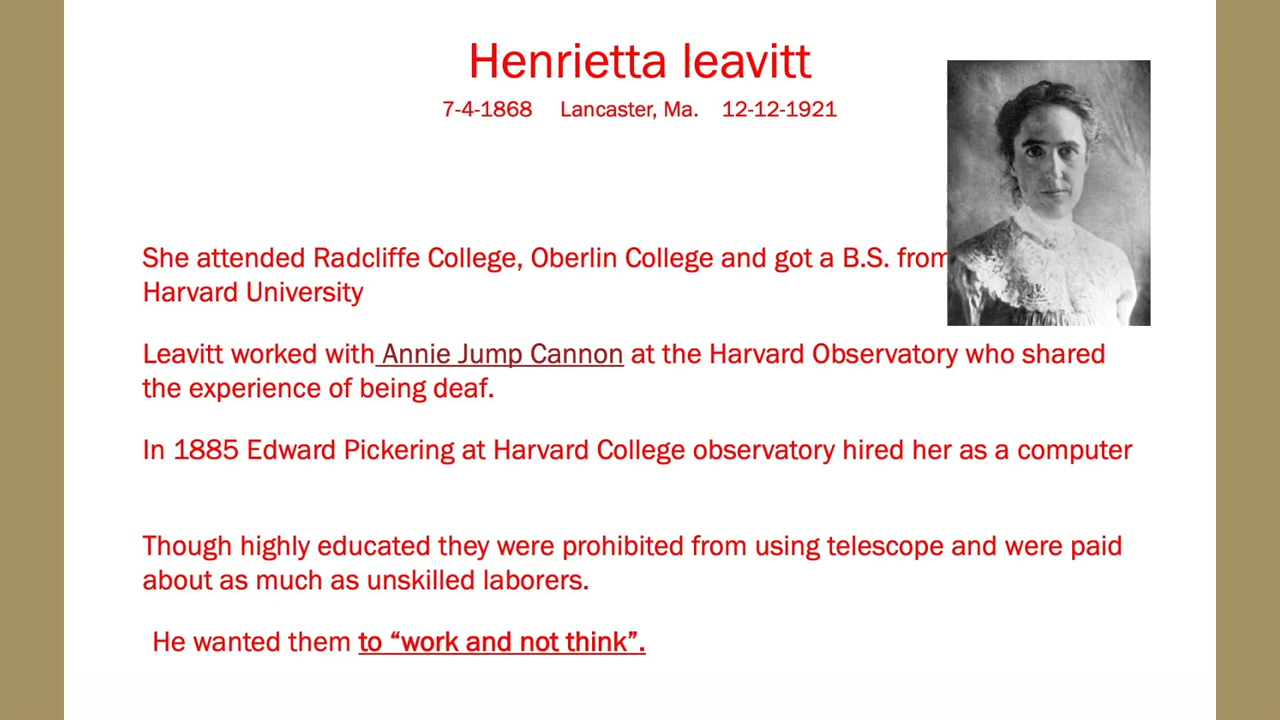 Henrietta leavitt
7-4-1868 Lancaster, Ma. 12-12-1921
She attended Radcliffe College, Oberlin College and got a B.S. from
Harvard University
Leavitt worked with Annie Jump Cannon at the Harvard Observatory who shared
the experience of being deaf.
In 1885 Edward Pickering at Harvard College observatory hired her as a computer
Though highly educated they were prohibited from using telescope and were paid
about as much as unskilled laborers.
He wanted them to “work and not think”.